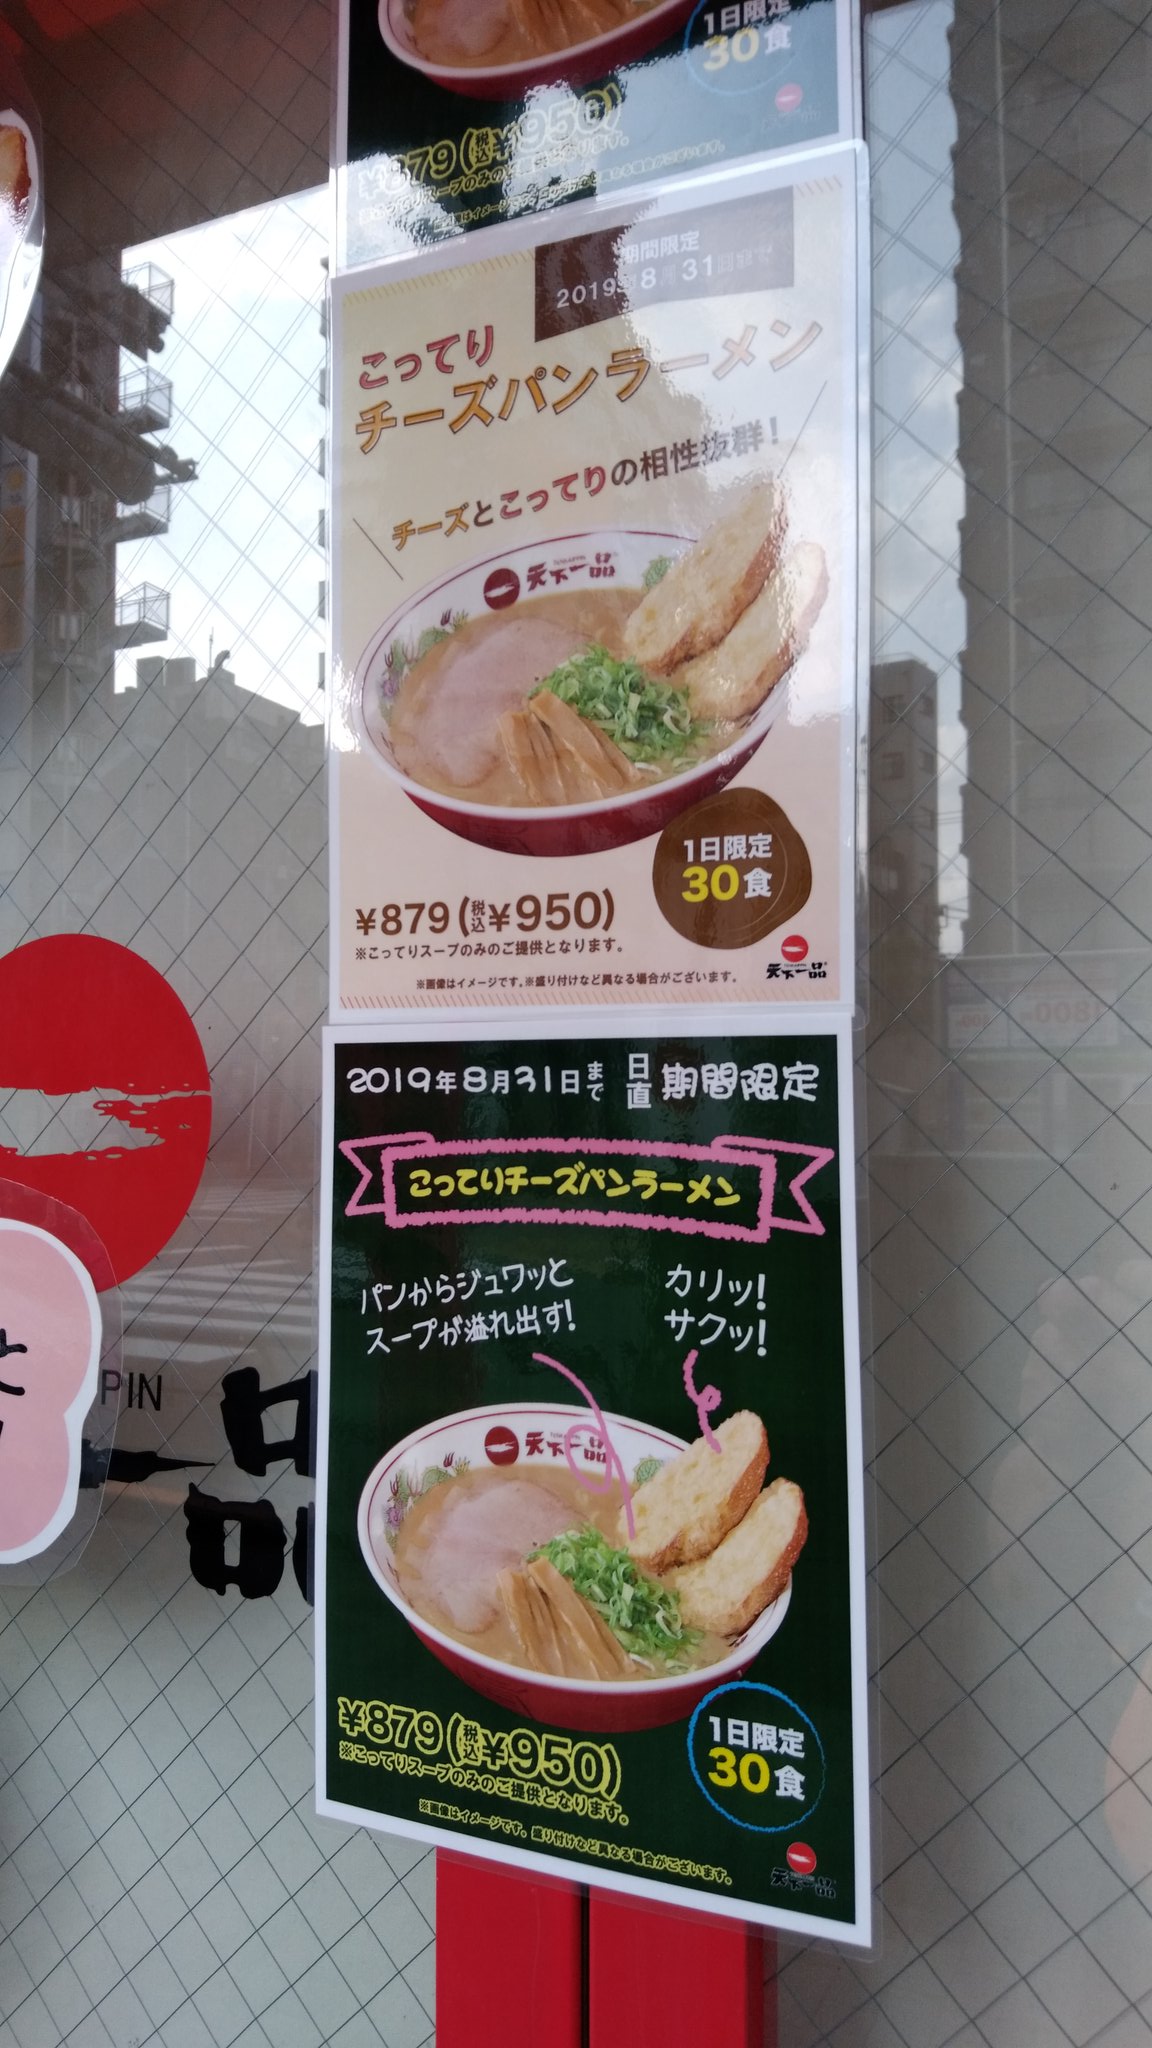 1日限定
30食
¥879(税込¥950)
期間限定
2019年8月31日まで
こってり
チーズパンラーメン
チーズとこってりの相性抜群!
天下一品
1日限定
30食
¥879(税込¥950)
※こってりスープのみのご提供となります。
天下一品
※画像はイメージです。※盛り付けなど異なる場合がございます。
2019年8月31日まで 日直 期間限定
こってりチーズパンラーメン
パンからジュワッと
スープが溢れ出す!
カリッ!
サクッ!
PIN
天下一品
1日限定
30食
¥879(税込¥950)
※こってりスープのみのご提供となります。
※画像はイメージです。盛り付けなど異なる場合がございます。
天下一品